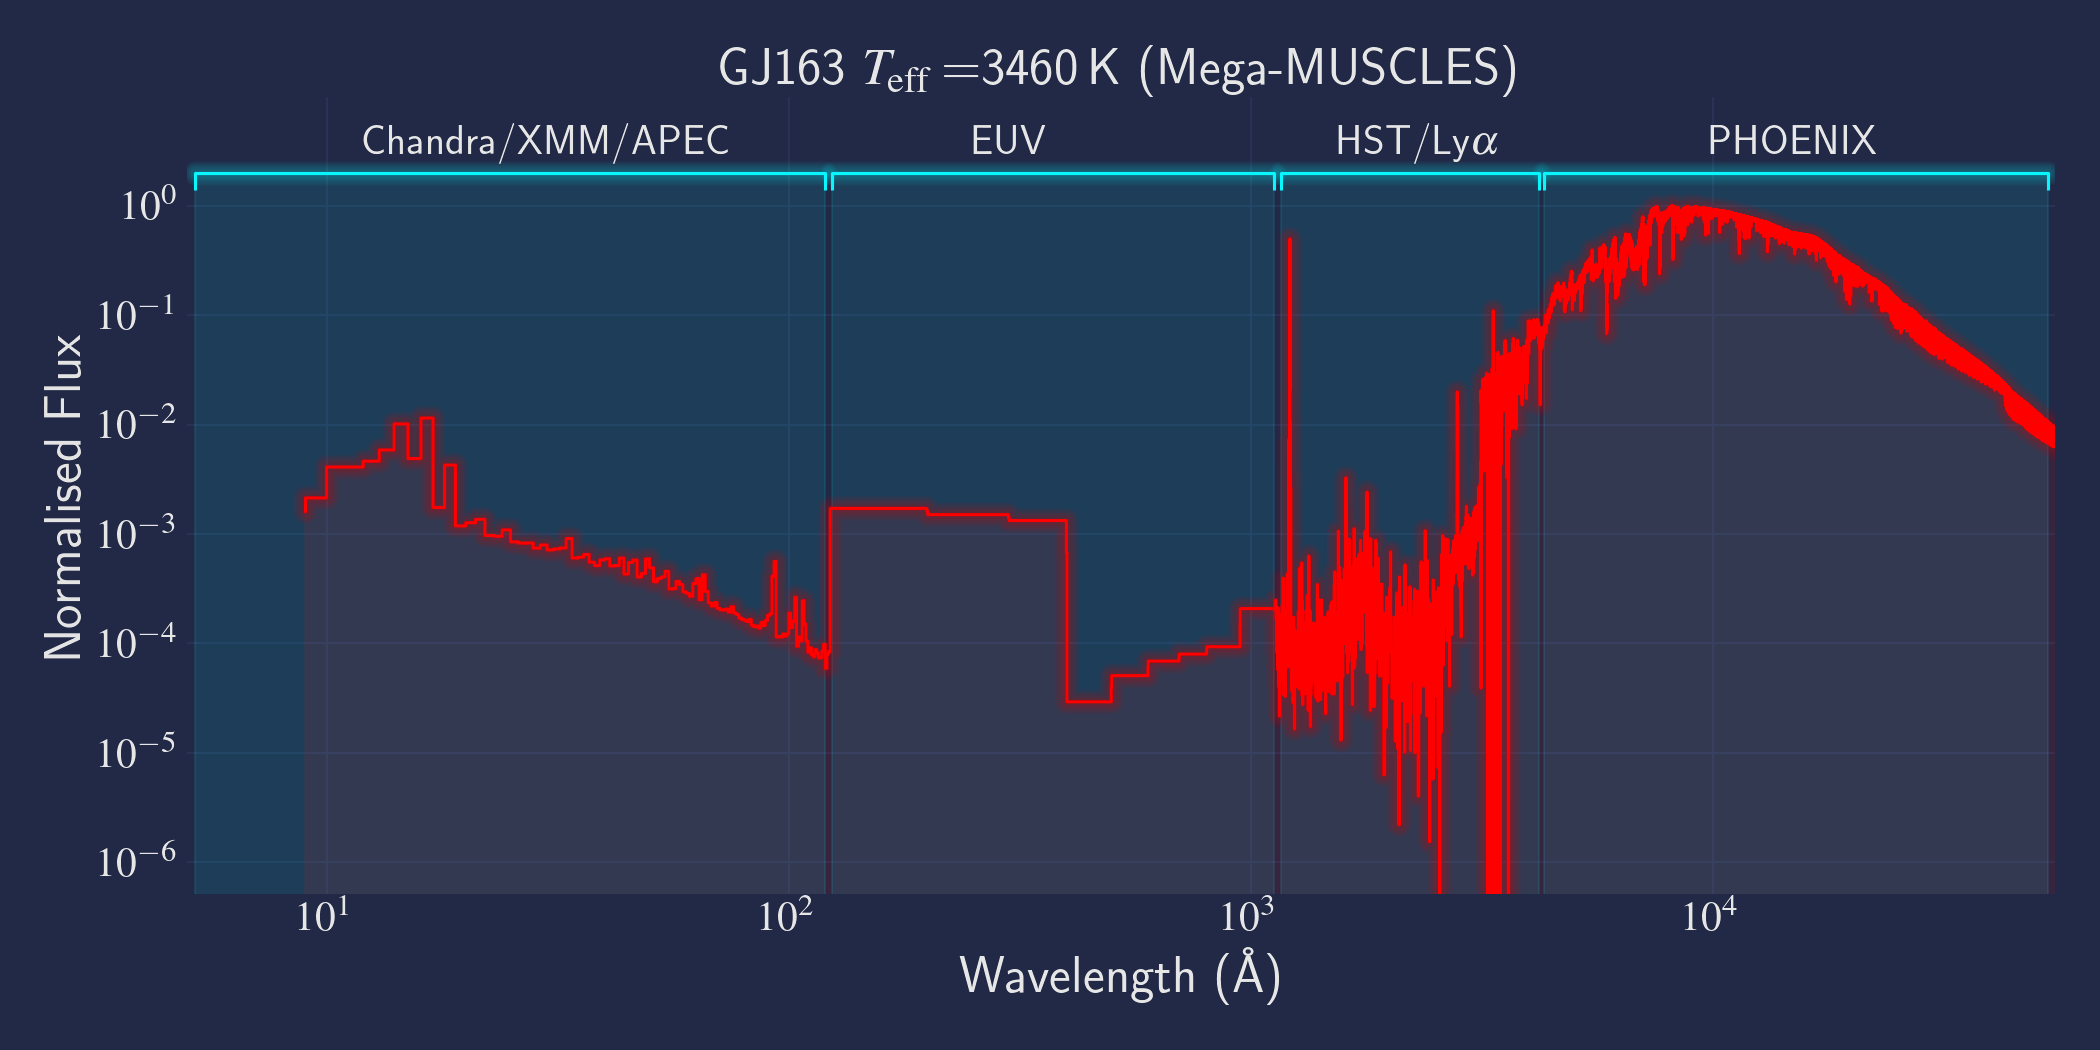 GJ163 T_eff =3460 K (Mega-MUSCLES)
Chandra/XMM/APEC EUV HST/Lyα PHOENIX
10^0
10^−1
10^−2
10^−3
10^−4
10^−5
10^−6
Normalised Flux
10^1 10^2 10^3 10^4
Wavelength (Å)